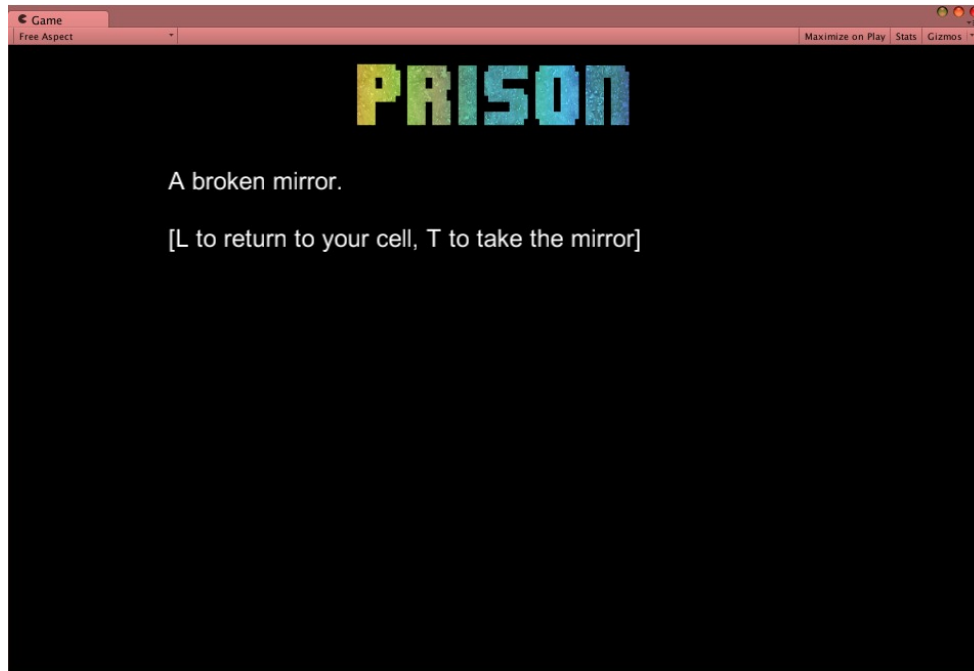 Game
Free Aspect Maximize on Play Stats Gizmos
PRISON
A broken mirror.
[L to return to your cell, T to take the mirror]